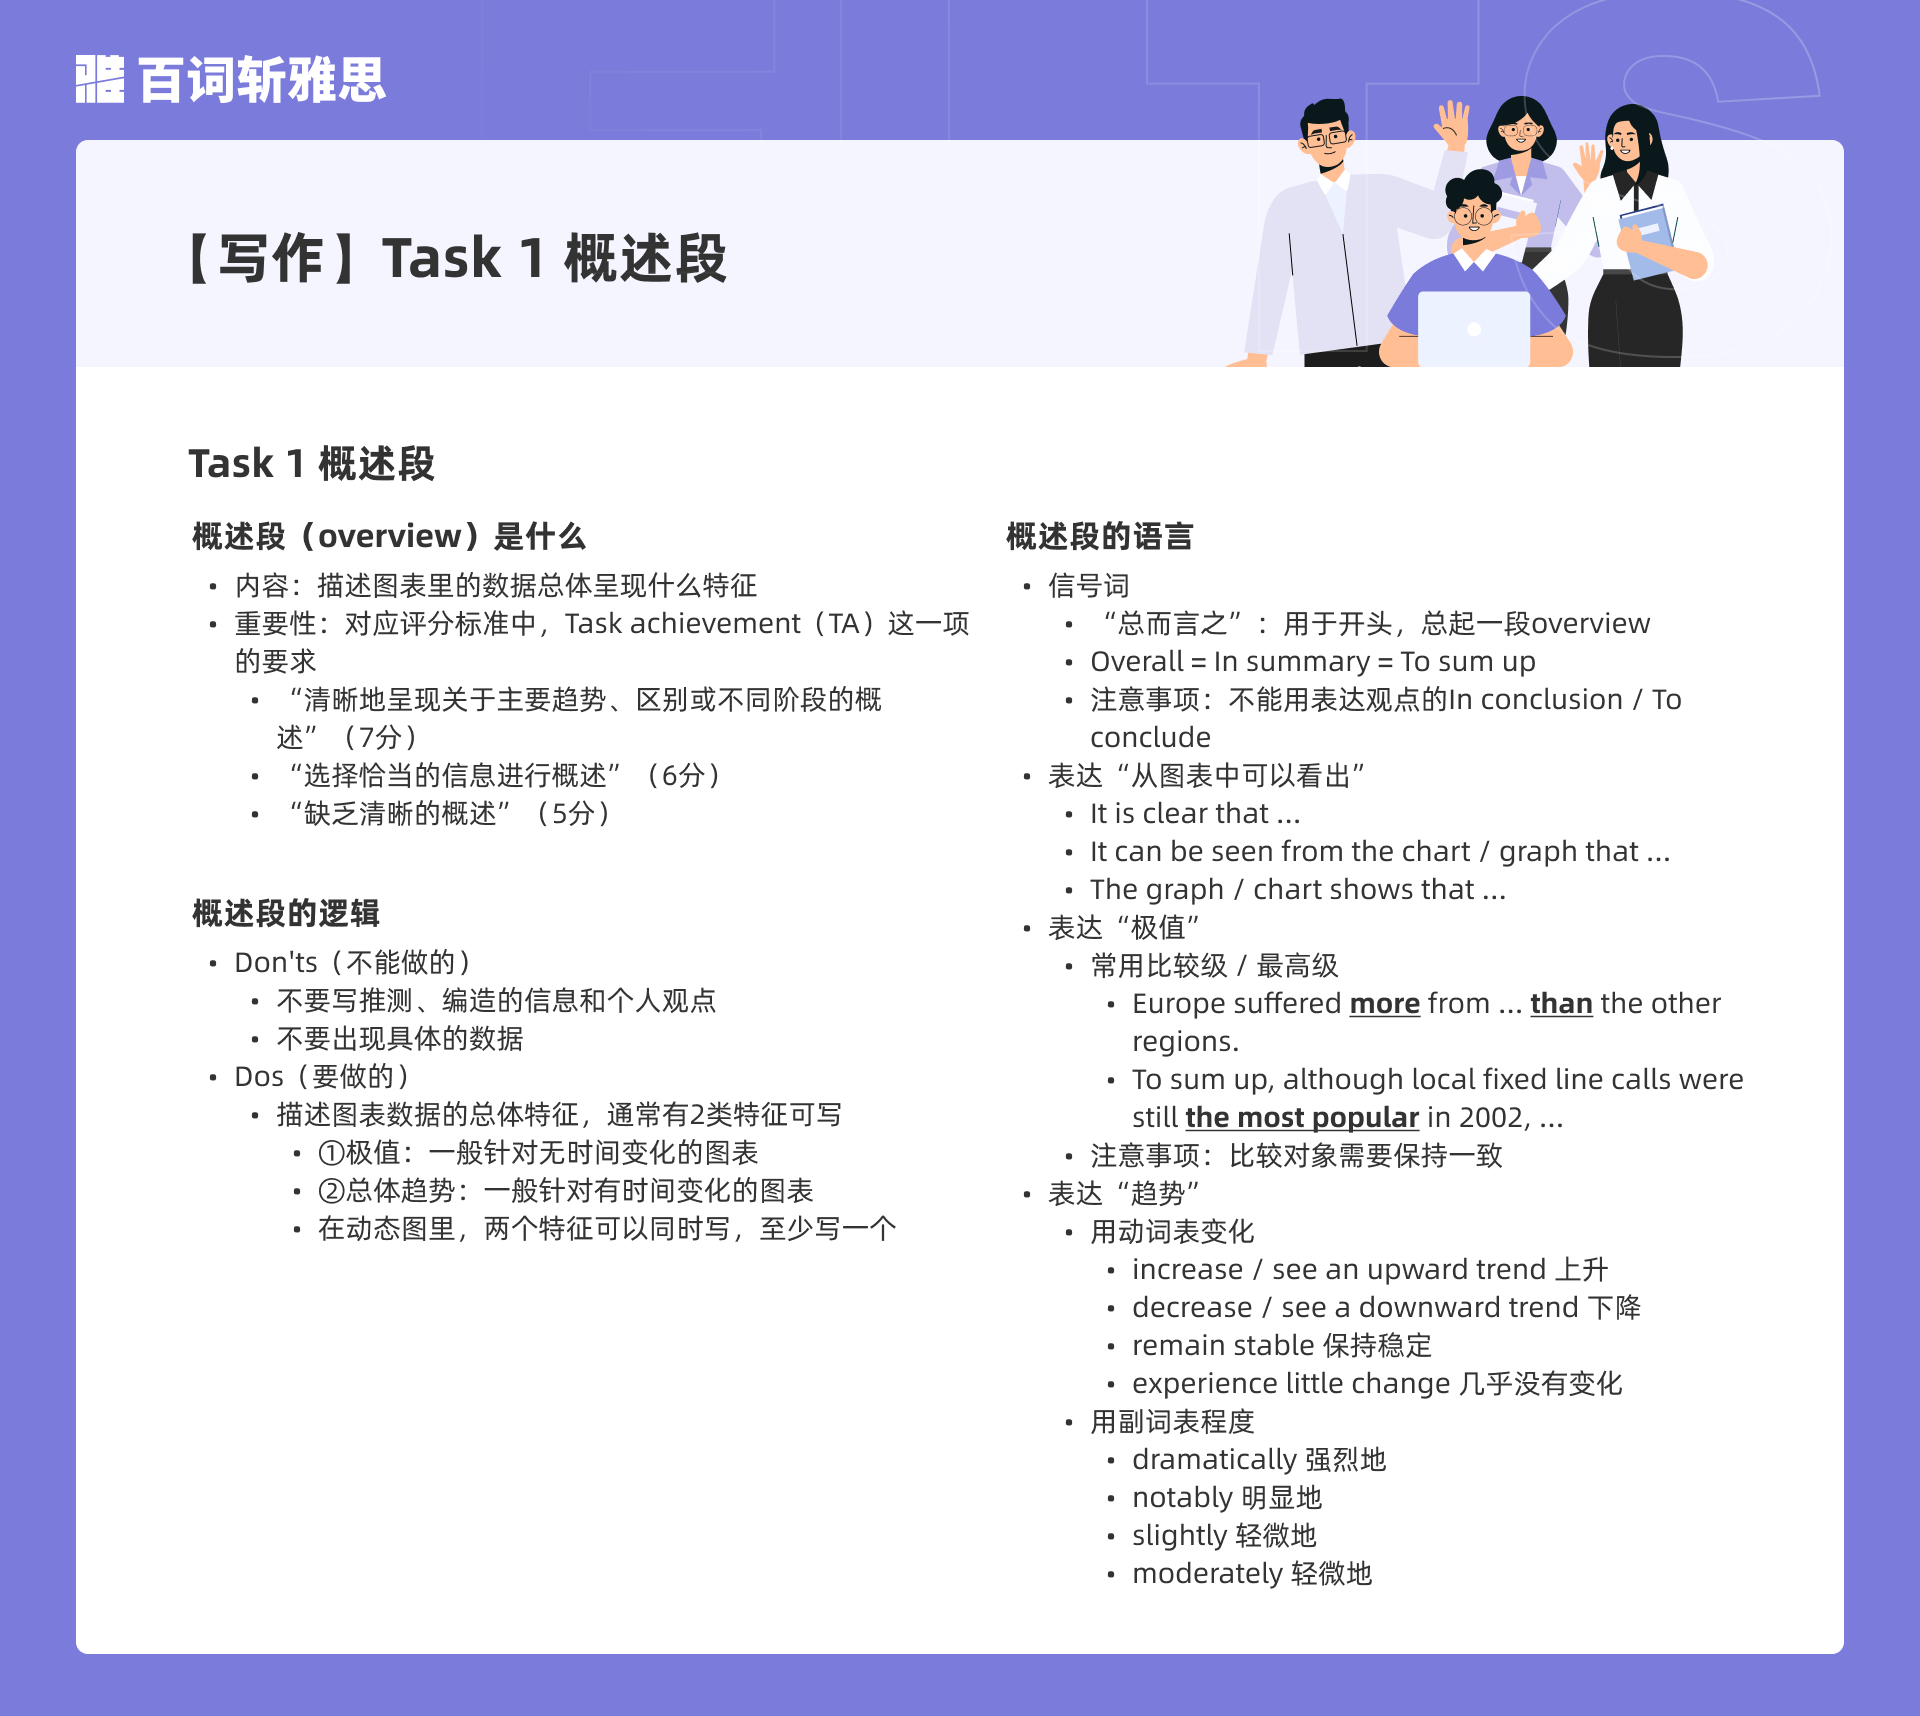 百词斩雅思
【写作】Task 1 概述段
Task 1 概述段
概述段（overview）是什么
• 内容：描述图表里的数据总体呈现什么特征
• 重要性：对应评分标准中，Task achievement（TA）这一项
的要求
• “清晰地呈现关于主要趋势、区别或不同阶段的概
述”（7分）
• “选择恰当的信息进行概述”（6分）
• “缺乏清晰的概述”（5分）
概述段的逻辑
• Don'ts（不能做的）
• 不要写推测、编造的信息和个人观点
• 不要出现具体的数据
• Dos（要做的）
• 描述图表数据的总体特征，通常有2类特征可写
• ①极值：一般针对无时间变化的图表
• ②总体趋势：一般针对有时间变化的图表
• 在动态图里，两个特征可以同时写，至少写一个
概述段的语言
• 信号词
• “总而言之”：用于开头，总起一段overview
• Overall = In summary = To sum up
• 注意事项：不能用表达观点的In conclusion / To
conclude
• 表达“从图表中可以看出”
• It is clear that ...
• It can be seen from the chart / graph that ...
• The graph / chart shows that ...
• 表达“极值”
• 常用比较级 / 最高级
• Europe suffered more from ... than the other
regions.
• To sum up, although local fixed line calls were
still the most popular in 2002, ...
• 注意事项：比较对象需要保持一致
• 表达“趋势”
• 用动词表变化
• increase / see an upward trend 上升
• decrease / see a downward trend 下降
• remain stable 保持稳定
• experience little change 几乎没有变化
• 用副词表程度
• dramatically 强烈地
• notably 明显地
• slightly 轻微地
• moderately 轻微地